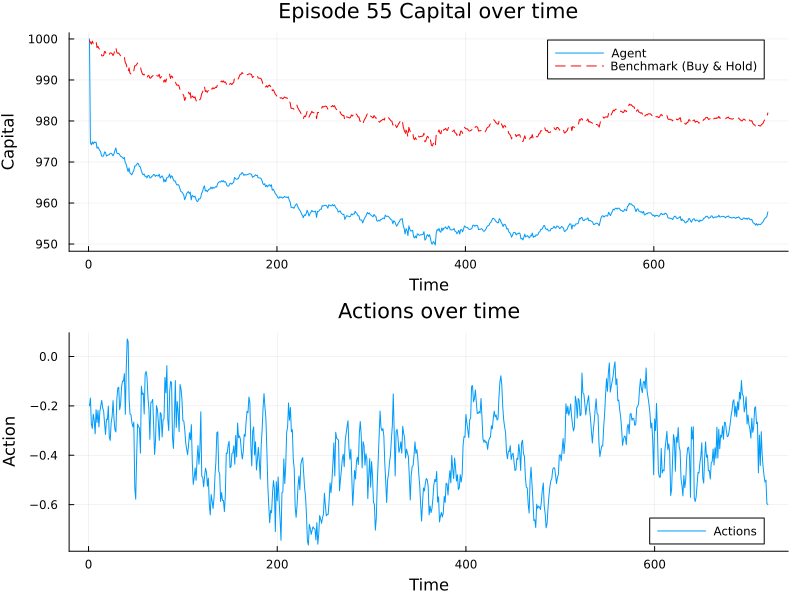 Episode 55 Capital over time
1000
990
980
970
960
950
Capital
Agent
Benchmark (Buy & Hold)
0
200
400
600
Time
Actions over time
0.0
−0.2
−0.4
−0.6
Action
Actions
0
200
400
600
Time